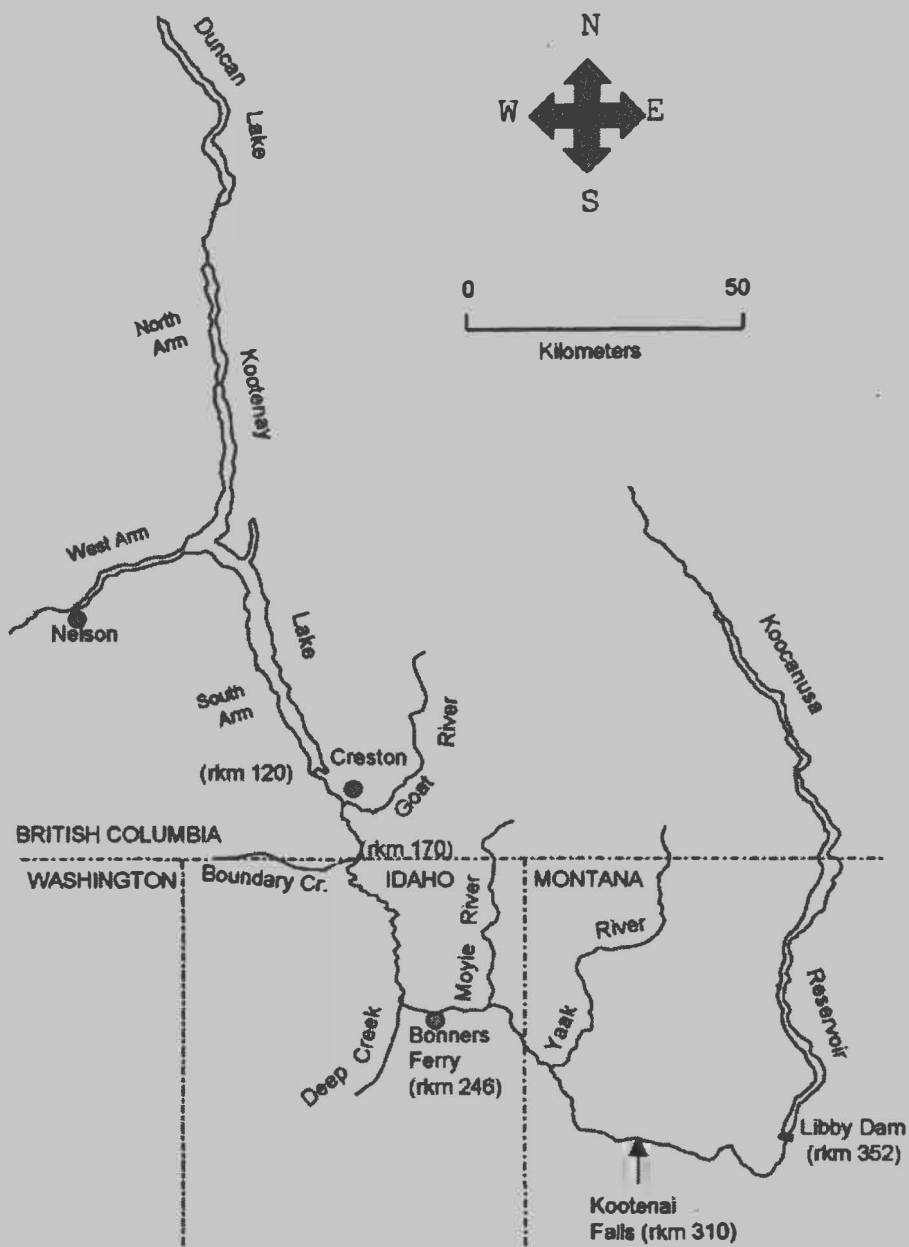 N
W E
S
Duncan
Lake
0 50
Kilometers
North
Arm
Kootenay
West Arm
Nelson
Lake
South
Arm
Koocanusa
River
Creston
(rkm 120)
Goat
BRITISH COLUMBIA
(rkm 170)
WASHINGTON
Boundary Cr.
IDAHO
MONTANA
River
Moyie
River
Yaak
Reservoir
Deep Creek
Bonners
Ferry
(rkm 246)
Libby Dam
(rkm 352)
Kootenai
Falls (rkm 310)